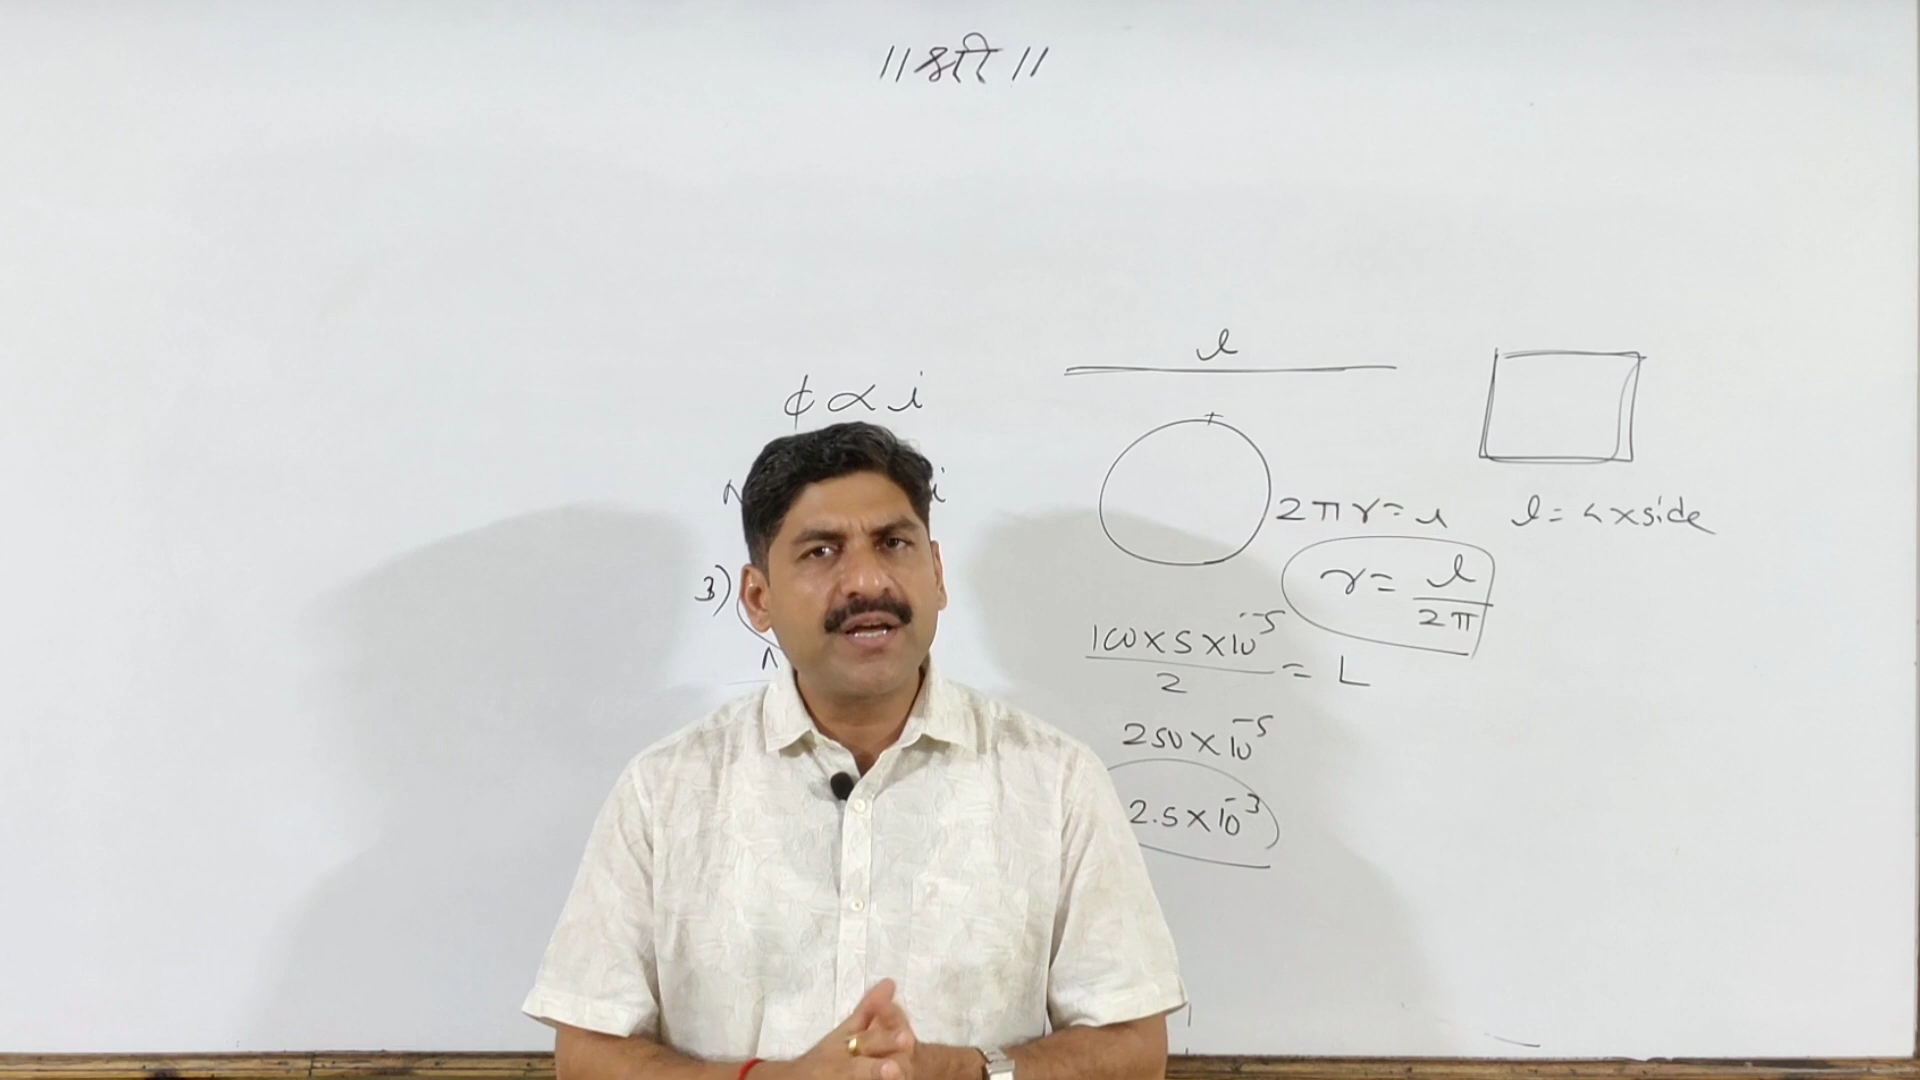 ॥ श्री ॥
l
ϕ ∝ i
i
2πr = l
l = 4 x side
3)
r = l / 2π
100 x 5 x 10^-5 / 2 = L
250 x 10^-5
2.5 x 10^-3